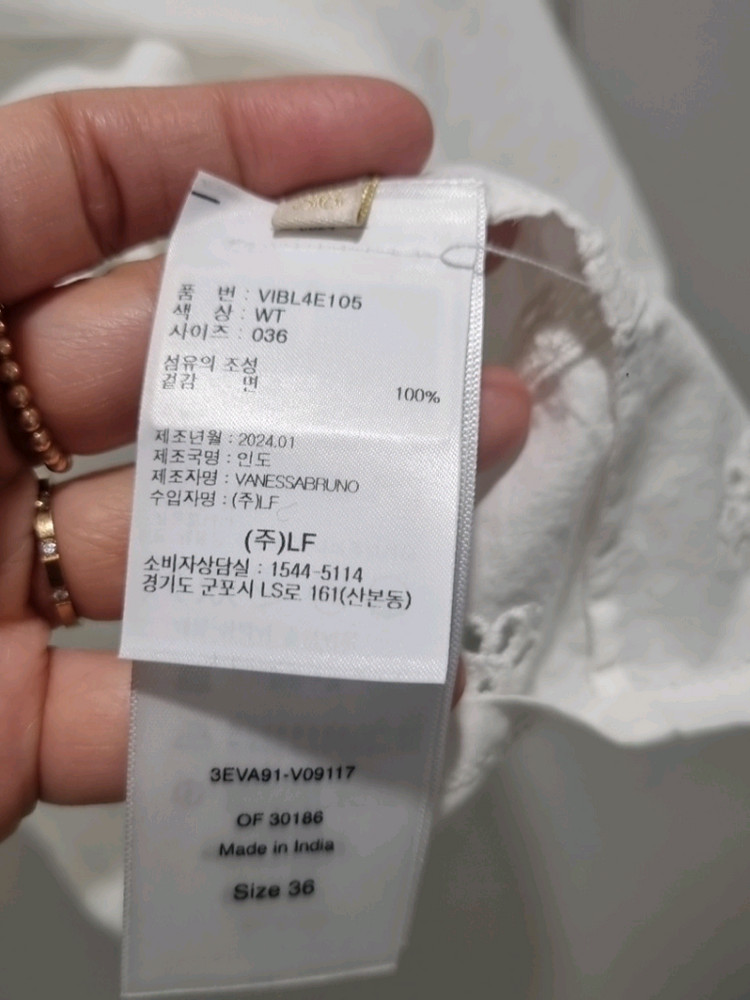 품 번 : VIBL4E105
색 상 : WT
사이즈 : 036
섬유의 조성
겉감 면 100%
제조년월 : 2024.01
제조국명 : 인도
제조자명 : VANESSABRUNO
수입자명 : (주)LF
(주)LF
소비자상담실 : 1544-5114
경기도 군포시 LS로 161(산본동)
3EVA91-V09117
OF 30186
Made in India
Size 36